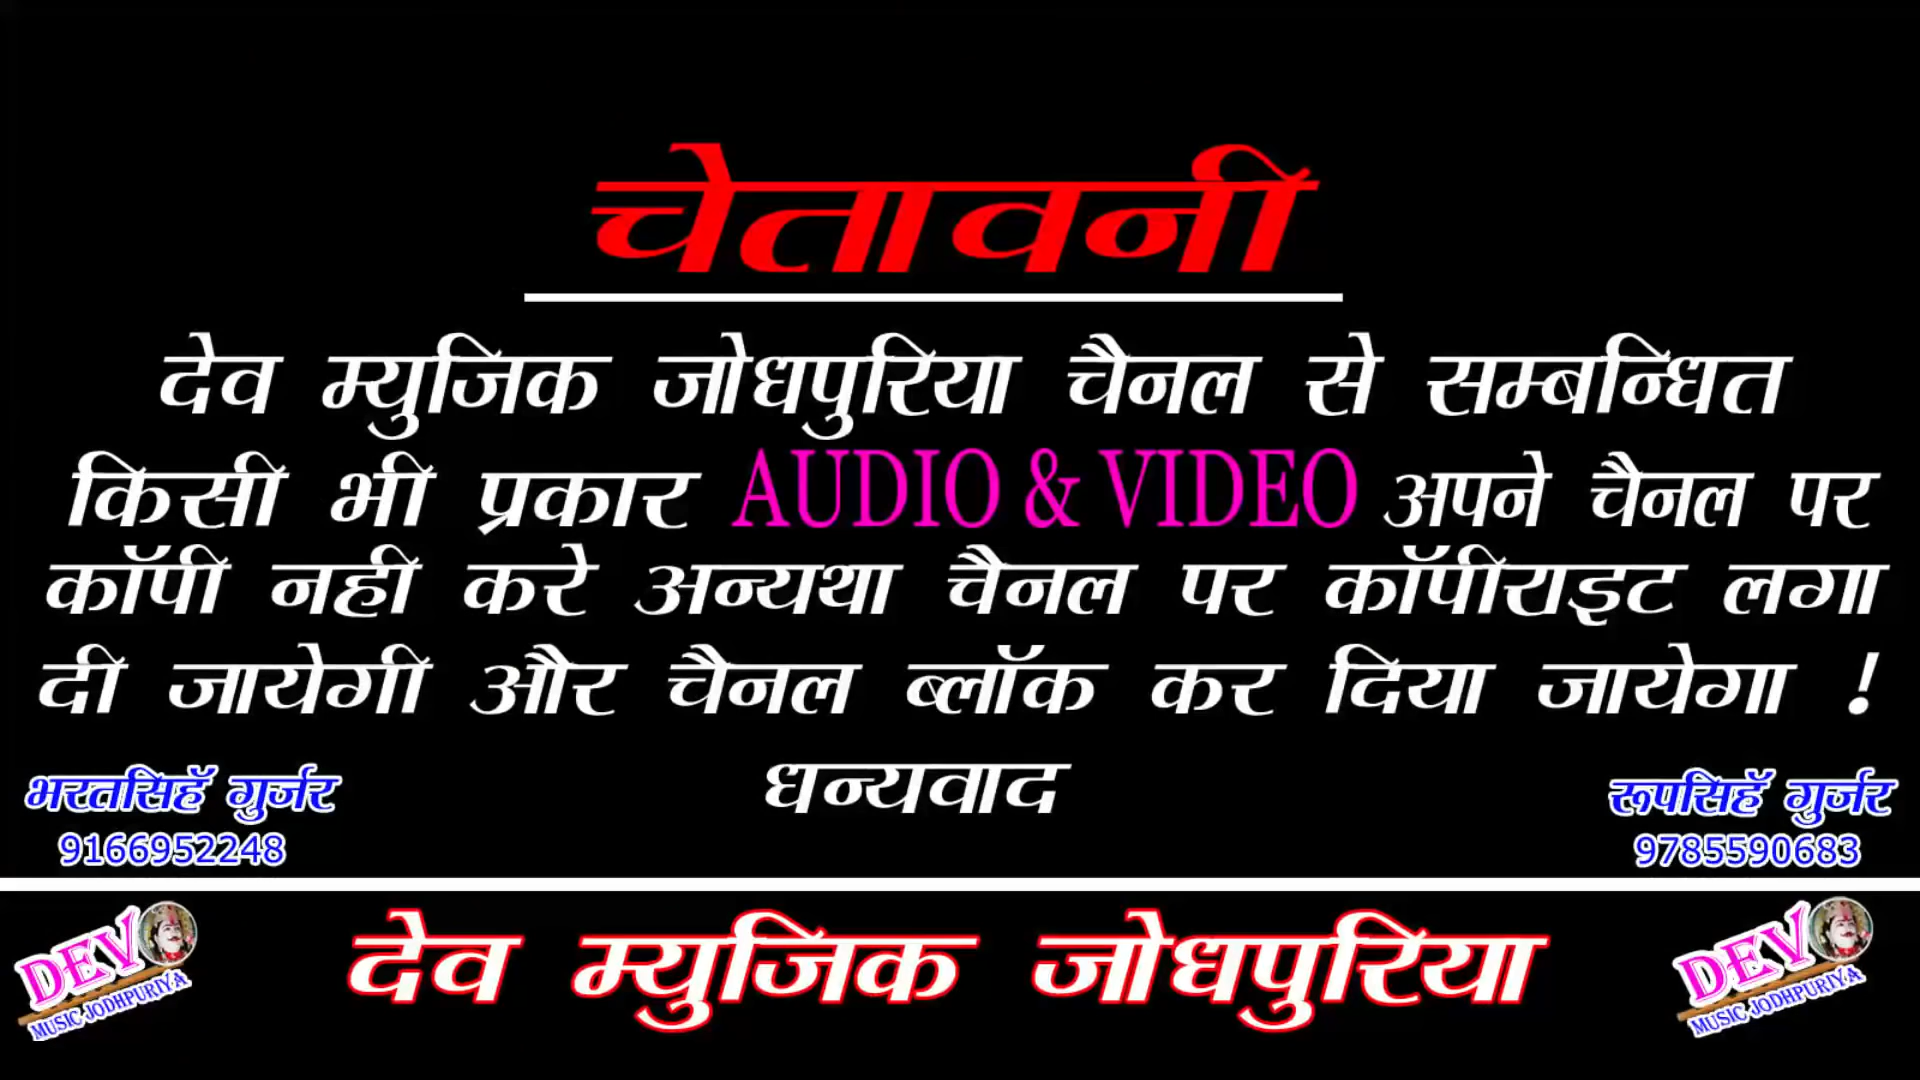 चेतावनी
देव म्युजिक जोधपुरिया चैनल से सम्बन्धित
किसी भी प्रकार AUDIO & VIDEO अपने चैनल पर
कॉपी नही करे अन्यथा चैनल पर कॉपीराइट लगा
दी जायेगी और चैनल ब्लॉक कर दिया जायेगा !
धन्यवाद
भरतसिहॅ गुर्जर
9166952248
रूपसिहॅ गुर्जर
9785590683
DEV
MUSIC JODHPURIYA
देव म्युजिक जोधपुरिया
DEV
MUSIC JODHPURIYA